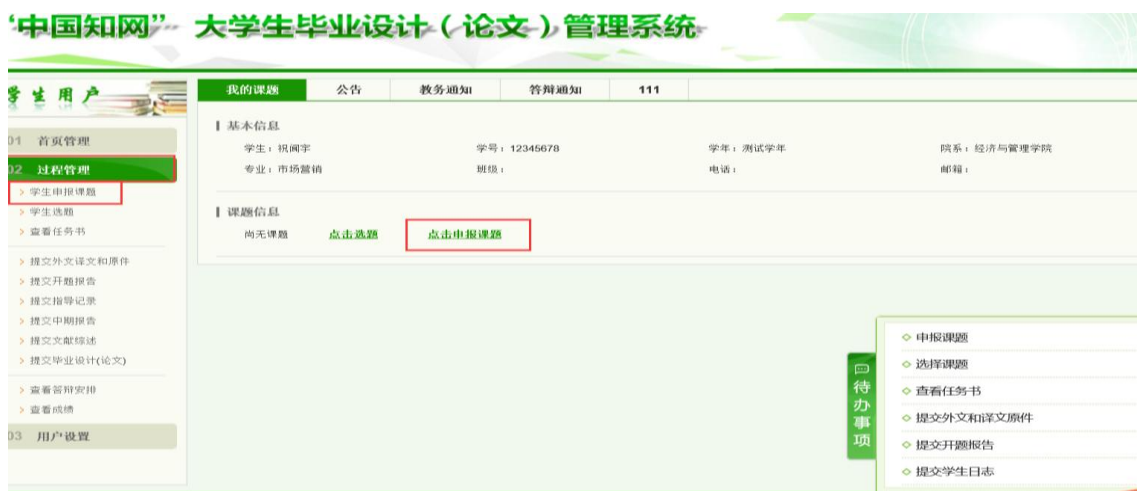 “中国知网” 大学生毕业设计(论文)管理系统
学生用户
01 首页管理
02 过程管理
> 学生申报课题
> 学生选题
> 查看任务书
> 提交外文译文和原件
> 提交开题报告
> 提交指导记录
> 提交中期报告
> 提交文献综述
> 提交毕业设计(论文)
> 查看答辩安排
> 查看成绩
03 用户设置
我的课题 公告 教务通知 答辩通知 111
基本信息
学生：祝阃宇 学号：12345678 学年：测试学年 院系：经济与管理学院
专业：市场营销 班级： 电话： 邮箱：
课题信息
尚无课题 点击选题 点击申报课题
待办事项
申报课题
选择课题
查看任务书
提交外文和译文原件
提交开题报告
提交学生日志